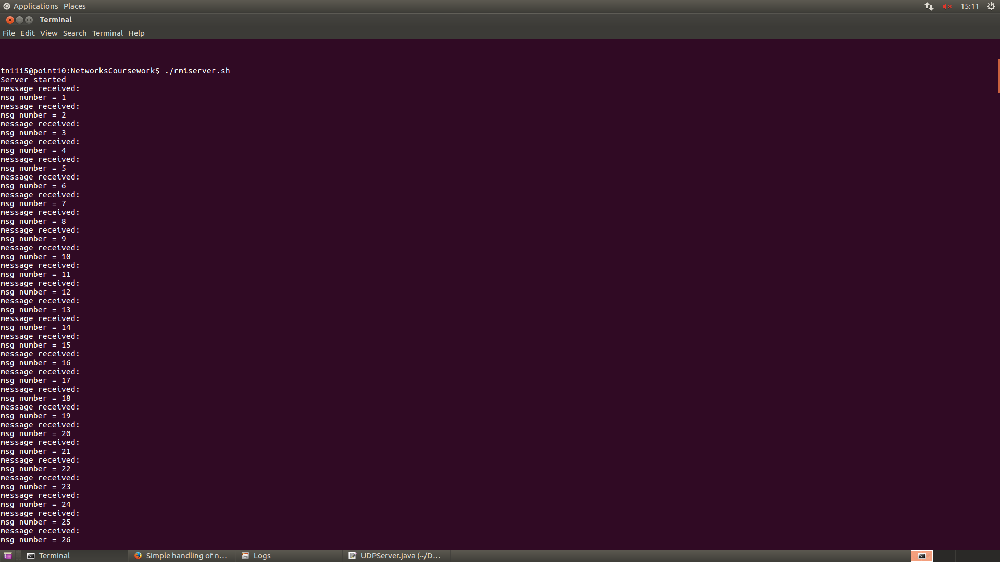 Applications Places 15:11
Terminal
File Edit View Search Terminal Help
tn1115@point10:NetworksCoursework$ ./rmiserver.sh
Server started
message received:
msg number = 1
message received:
msg number = 2
message received:
msg number = 3
message received:
msg number = 4
message received:
msg number = 5
message received:
msg number = 6
message received:
msg number = 7
message received:
msg number = 8
message received:
msg number = 9
message received:
msg number = 10
message received:
msg number = 11
message received:
msg number = 12
message received:
msg number = 13
message received:
msg number = 14
message received:
msg number = 15
message received:
msg number = 16
message received:
msg number = 17
message received:
msg number = 18
message received:
msg number = 19
message received:
msg number = 20
message received:
msg number = 21
message received:
msg number = 22
message received:
msg number = 23
message received:
msg number = 24
message received:
msg number = 25
message received:
msg number = 26
Terminal Simple handling of n... Logs UDPServer.java (~/D...